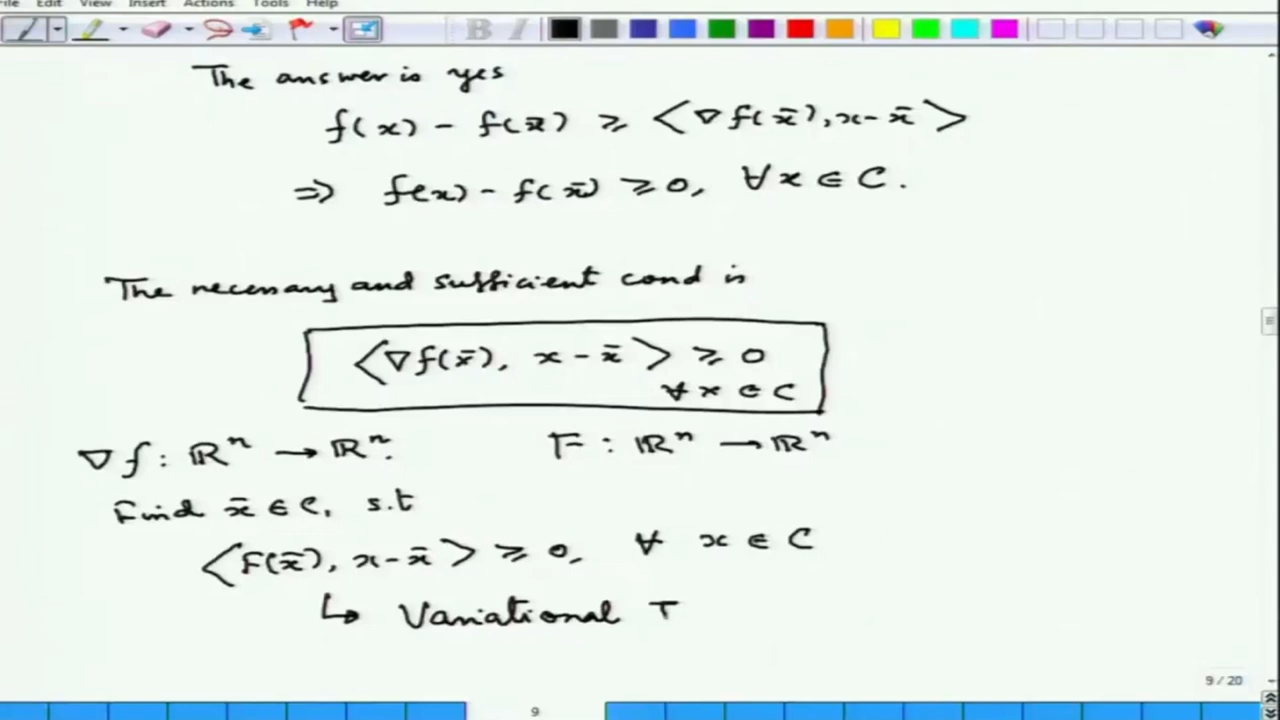 File Edit View Insert Actions Tools Help
The answer is yes
f(x) - f(x̄) ≥ ⟨∇f(x̄), x - x̄⟩
⇒ f(x) - f(x̄) ≥ 0, ∀ x ∈ C.
The necessary and sufficient cond is
⟨∇f(x̄), x - x̄⟩ ≥ 0
∀ x ∈ C
∇f : ℝⁿ → ℝⁿ. F : ℝⁿ → ℝⁿ
Find x̄ ∈ C, s.t
⟨F(x̄), x - x̄⟩ ≥ 0, ∀ x ∈ C
↳ Variational I
9 / 20
9